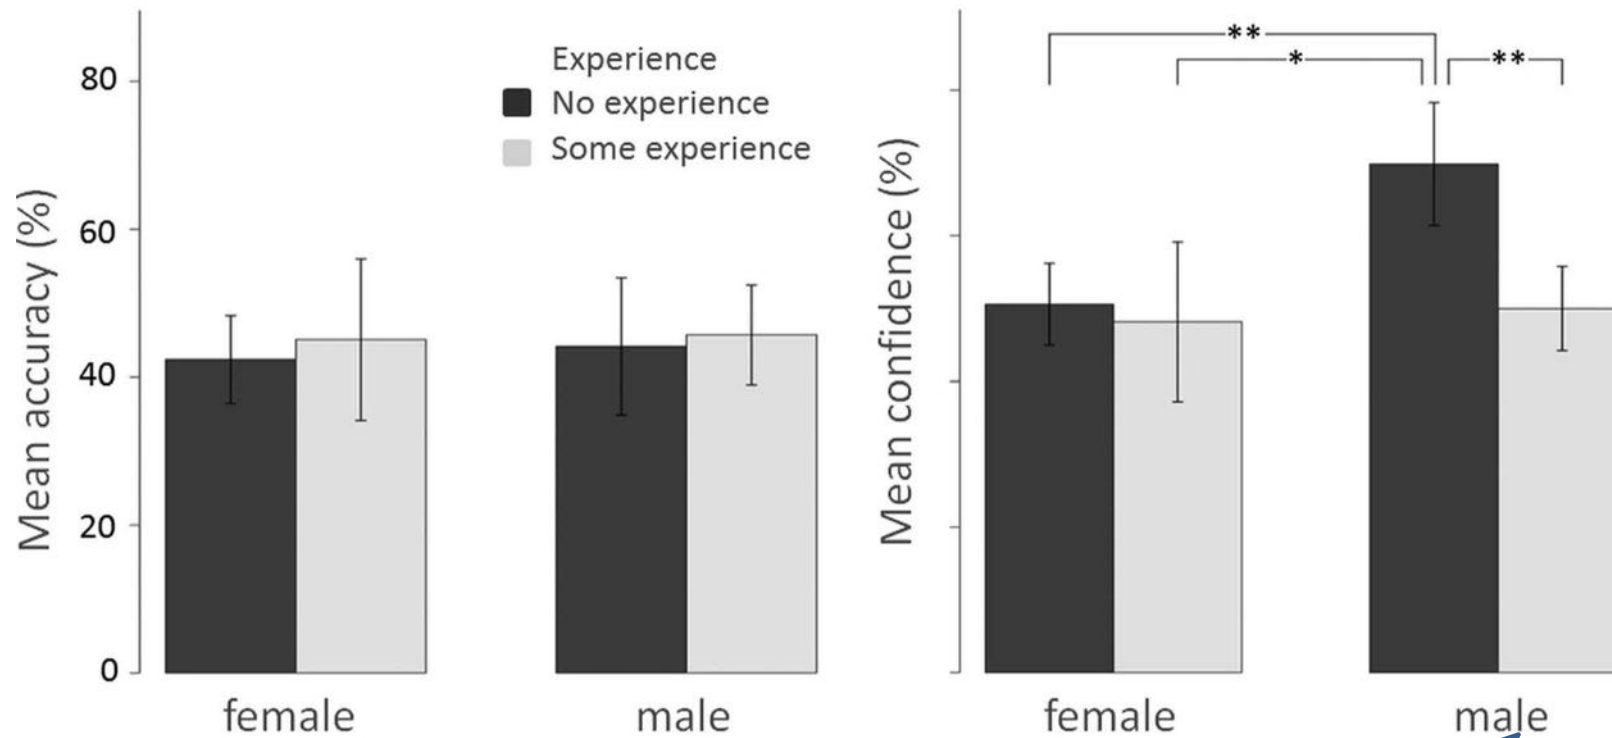 Mean accuracy (%)
80
60
40
20
0
Experience
No experience
Some experience
female
male
Mean confidence (%)
**
*
**
female
male